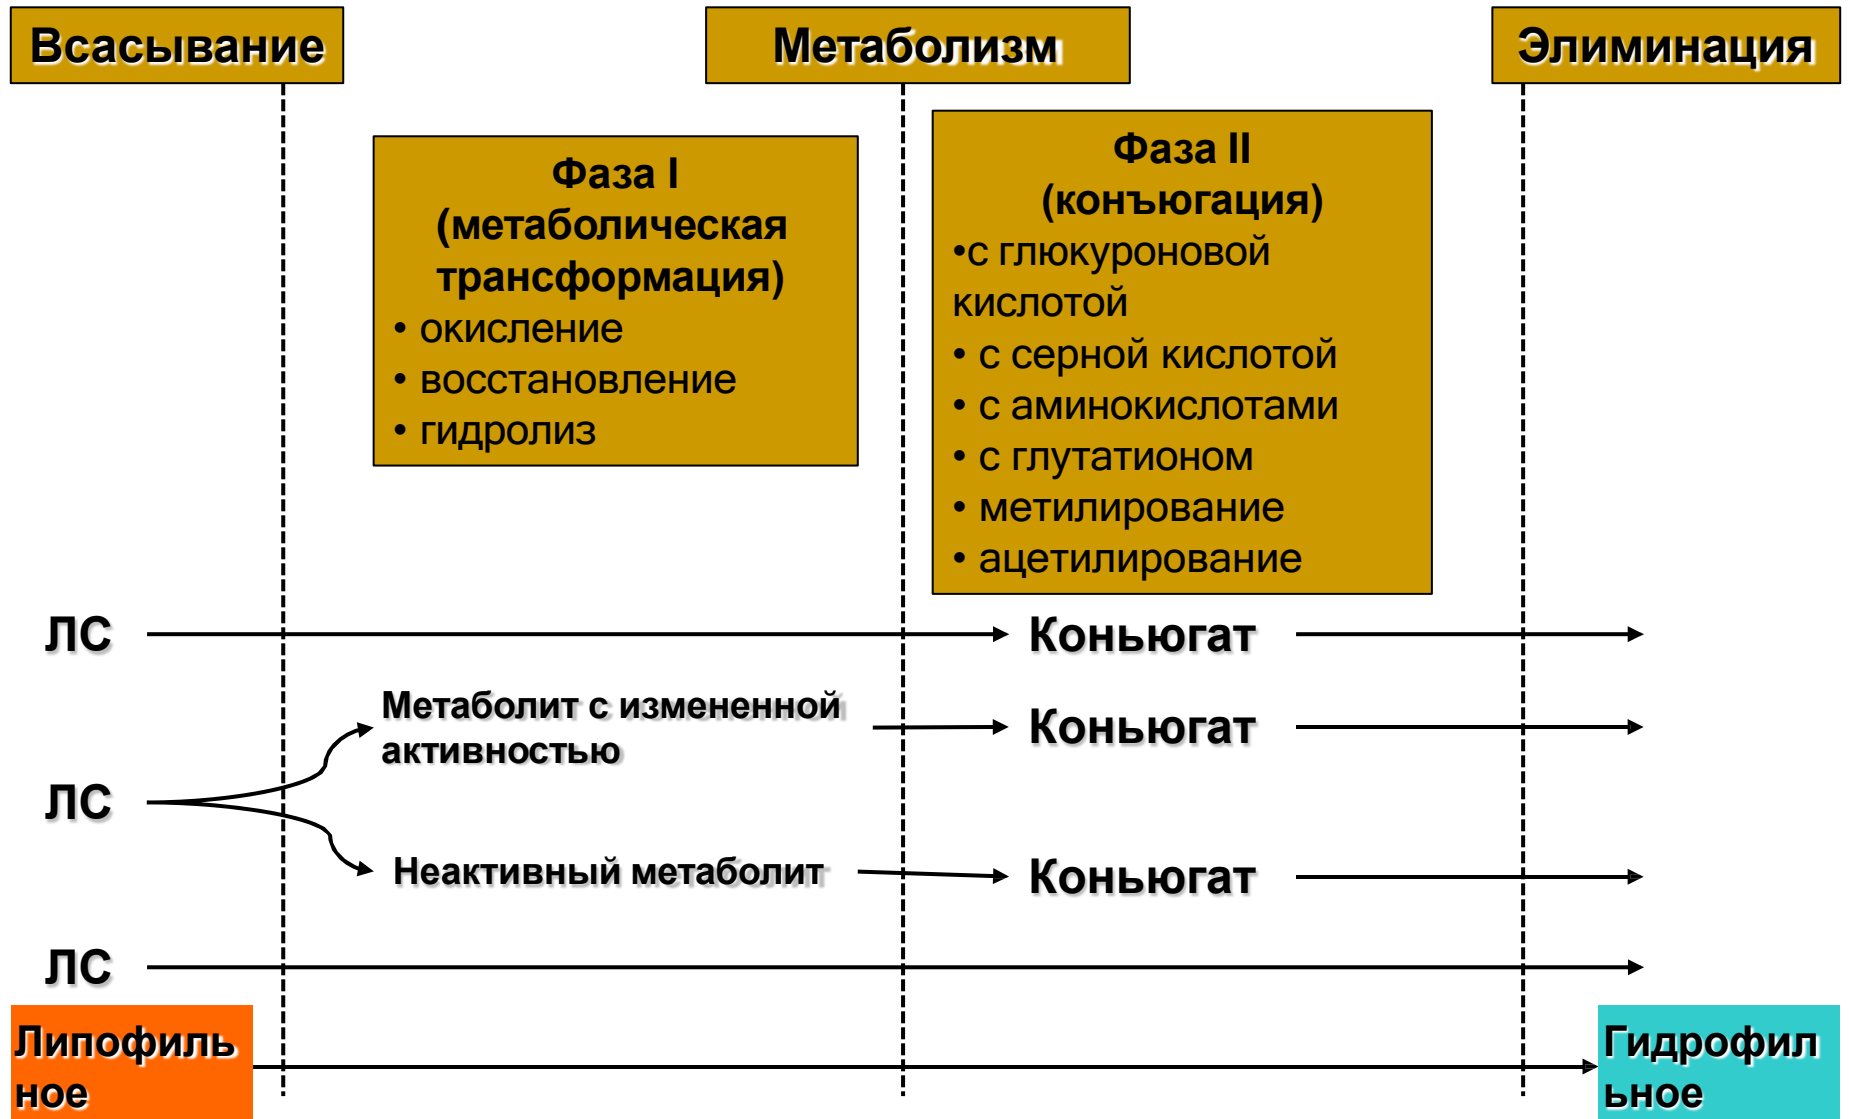 Всасывание
Метаболизм
Элиминация
Фаза I
(метаболическая
трансформация)
• окисление
• восстановление
• гидролиз
Фаза II
(конъюгация)
•с глюкуроновой
кислотой
• с серной кислотой
• с аминокислотами
• с глутатионом
• метилирование
• ацетилирование
ЛС
Коньюгат
Метаболит с измененной
активностью
Коньюгат
ЛС
Неактивный метаболит
Коньюгат
ЛС
Липофиль
ное
Гидрофил
ьное